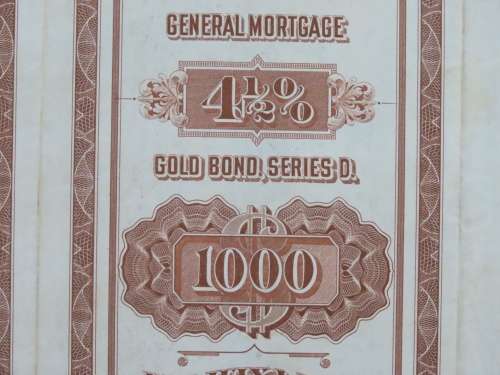 GENERAL MORTGAGE
4½%
GOLD BOND, SERIES D.
$1000